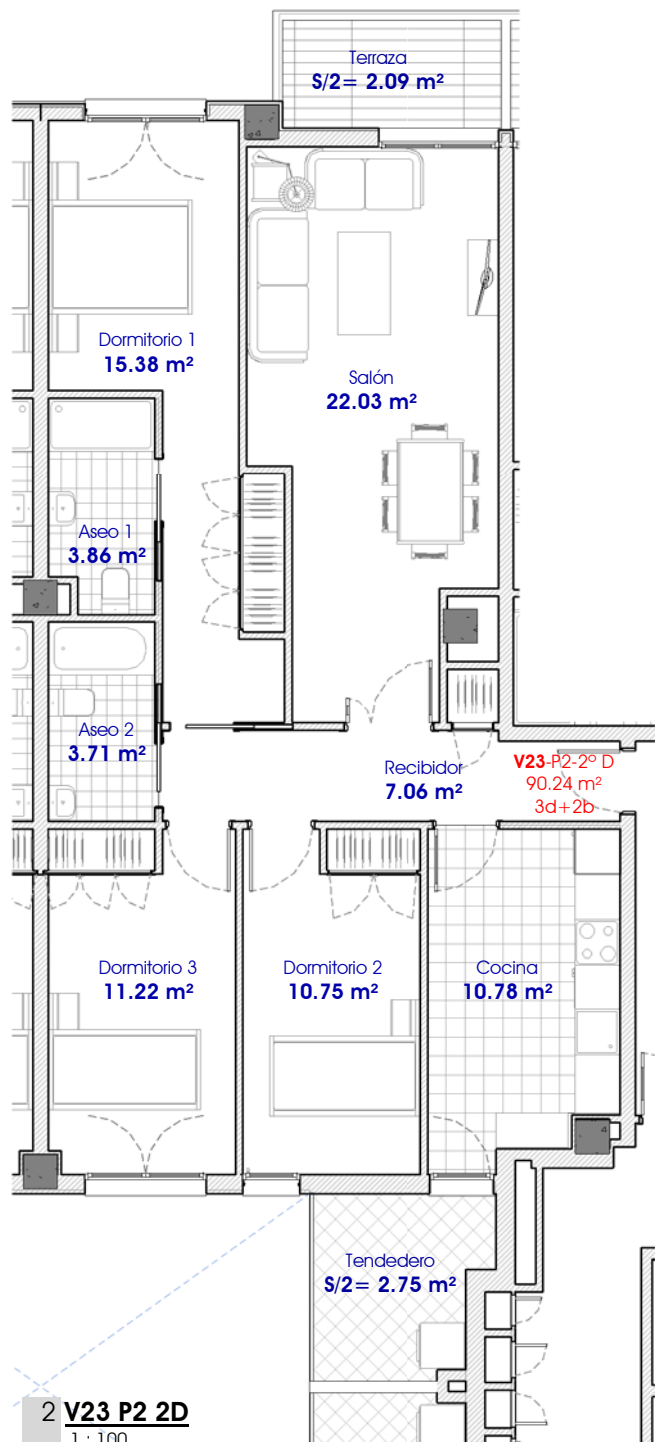 Terraza
S/2= 2.09 m²
Dormitorio 1
15.38 m²
Salón
22.03 m²
Aseo 1
3.86 m²
Aseo 2
3.71 m²
Recibidor
7.06 m²
V23-P2-2º D
90.24 m²
3d+2b
Dormitorio 3
11.22 m²
Dormitorio 2
10.75 m²
Cocina
10.78 m²
Tendedero
S/2= 2.75 m²
2 V23 P2 2D
1 : 100